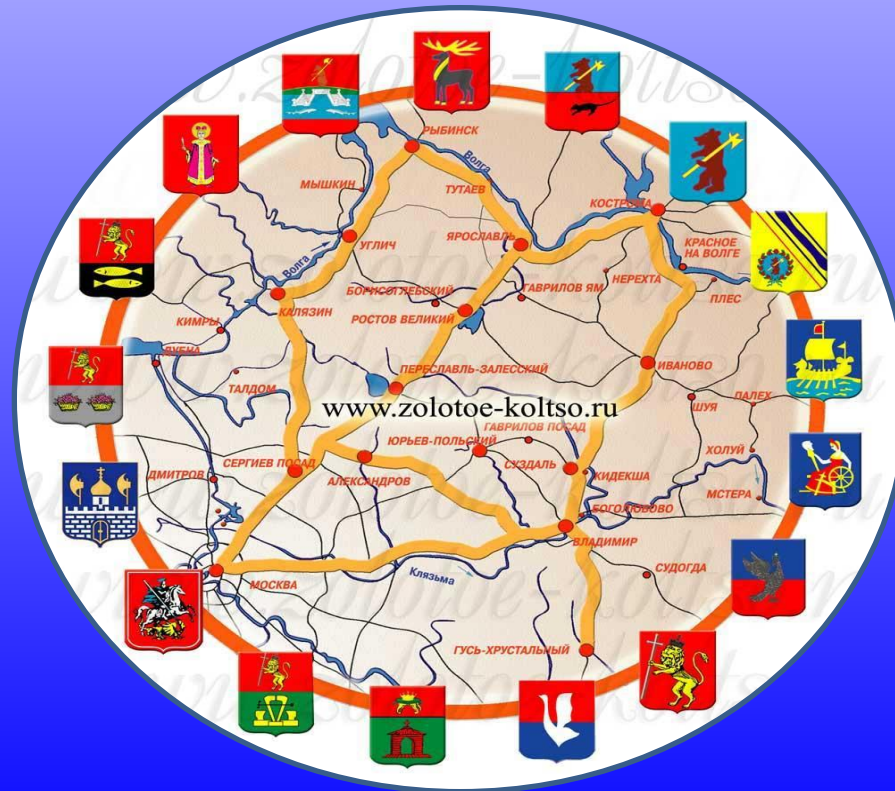 РЫБИНСК
Волга
МЫШКИН
ТУТАЕВ
КОСТРОМА
УГЛИЧ
ЯРОСЛАВЛЬ
КРАСНОЕ
НА ВОЛГЕ
Волга
НЕРЕХТА
ПЛЕС
БОРИСОГЛЕБСКИЙ
ГАВРИЛОВ ЯМ
КАЛЯЗИН
РОСТОВ ВЕЛИКИЙ
КИМРЫ
ДУБНА
ИВАНОВО
ПЕРЕСЛАВЛЬ-ЗАЛЕССКИЙ
ТАЛДОМ
ШУЯ
ПАЛЕХ
www.zolotoe-koltso.ru
ГАВРИЛОВ ПОСАД
ЮРЬЕВ-ПОЛЬСКИЙ
ХОЛУЙ
СЕРГИЕВ ПОСАД
СУЗДАЛЬ
ДМИТРОВ
АЛЕКСАНДРОВ
КИДЕКША
МСТЕРА
БОГОЛЮБОВО
ВЛАДИМИР
МОСКВА
Клязьма
СУДОГДА
ГУСЬ-ХРУСТАЛЬНЫЙ